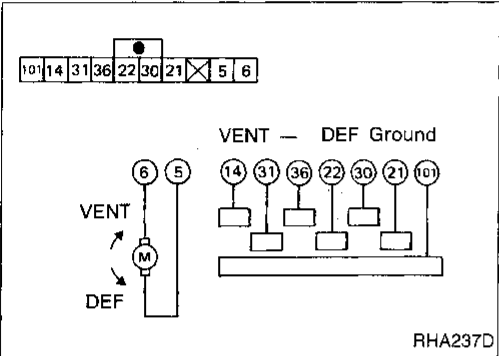 101 14 31 36 22 30 21 5 6
VENT — DEF Ground
6 5 14 31 36 22 30 21 101
VENT
M
DEF
RHA237D